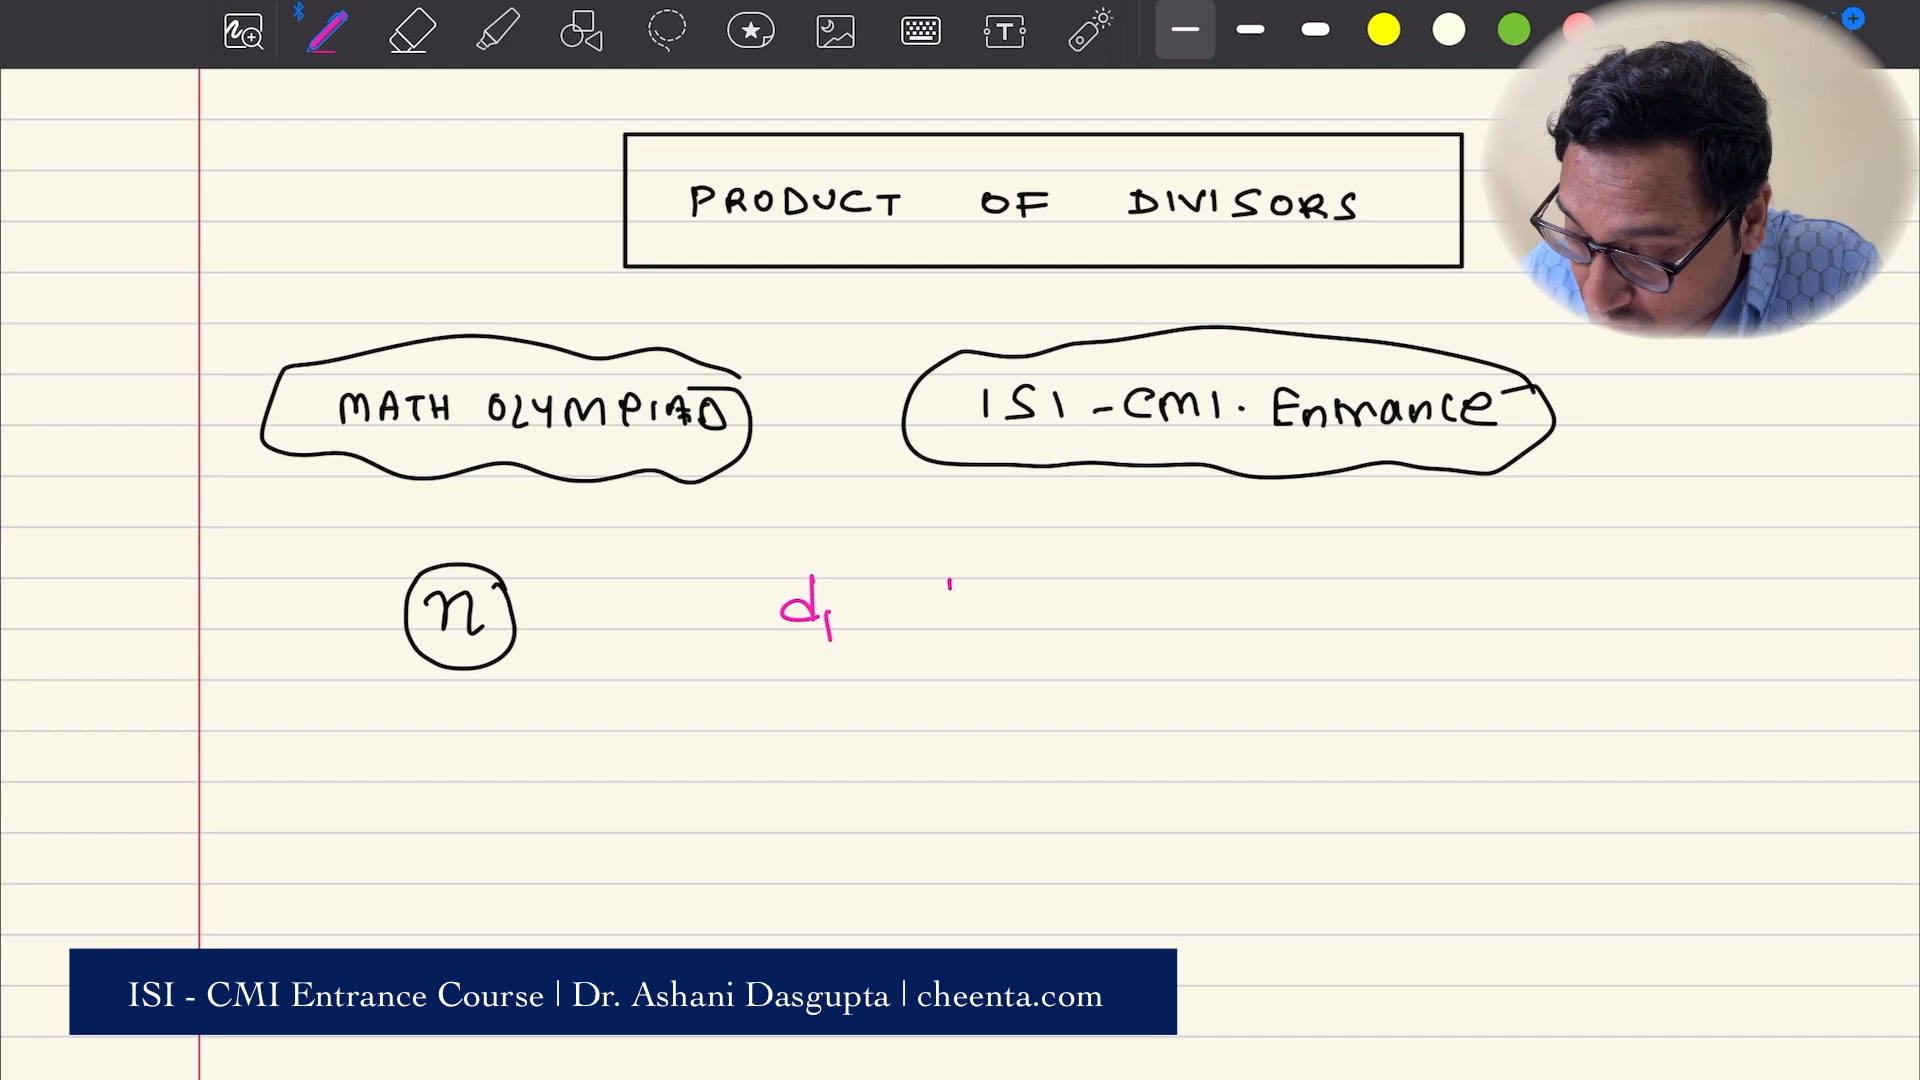 PRODUCT OF DIVISORS
MATH OLYMPIAD
ISI - CMI. Entrance
n d₁
ISI - CMI Entrance Course | Dr. Ashani Dasgupta | cheenta.com